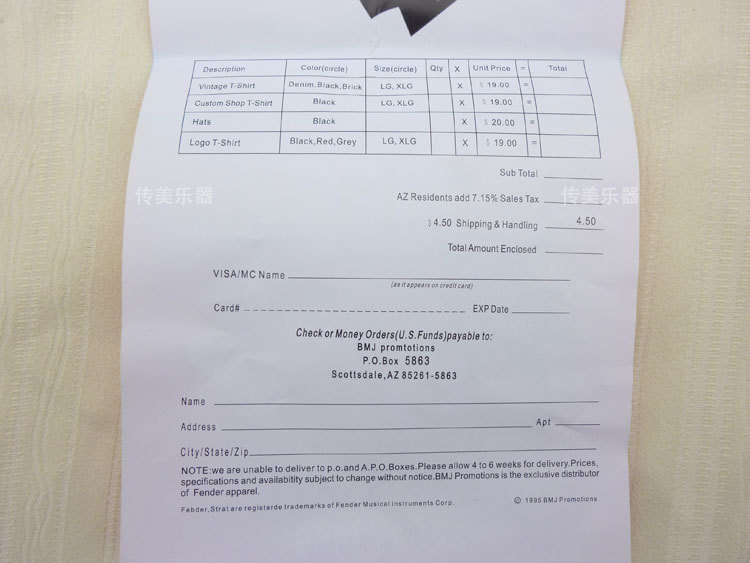 Description Color(circle) Size(circle) Qty X Unit Price = Total
Vintage T-Shirt Denim,Black,Brick LG, XLG X $ 19.00 =
Custom Shop T-Shirt Black LG, XLG X $ 19.00 =
Hats Black X $ 20.00 =
Logo T-Shirt Black,Red,Grey LG, XLG X $ 19.00 =
Sub Total
AZ Residents add 7.15% Sales Tax
传美乐器 传美乐器
$ 4.50 Shipping & Handling 4.50
Total Amount Enclosed
VISA/MC Name
(as it appears on credit card)
Card# EXP Date
Check or Money Orders(U.S.Funds)payable to:
BMJ promtotions
P.O.Box 5863
Scottsdale,AZ 85261-5863
Name
Address Apt
City/State/Zip
NOTE:we are unable to deliver to p.o.and A.P.O.Boxes.Please allow 4 to 6 weeks for delivery.Prices,
specifications and availabitity subject to change without notice.BMJ Promotions is the exclusive distributor
of Fender apparel.
Febder,Strat are registerde trademarks of Fender Musical instruments Corp. © 1995 BMJ Promotions